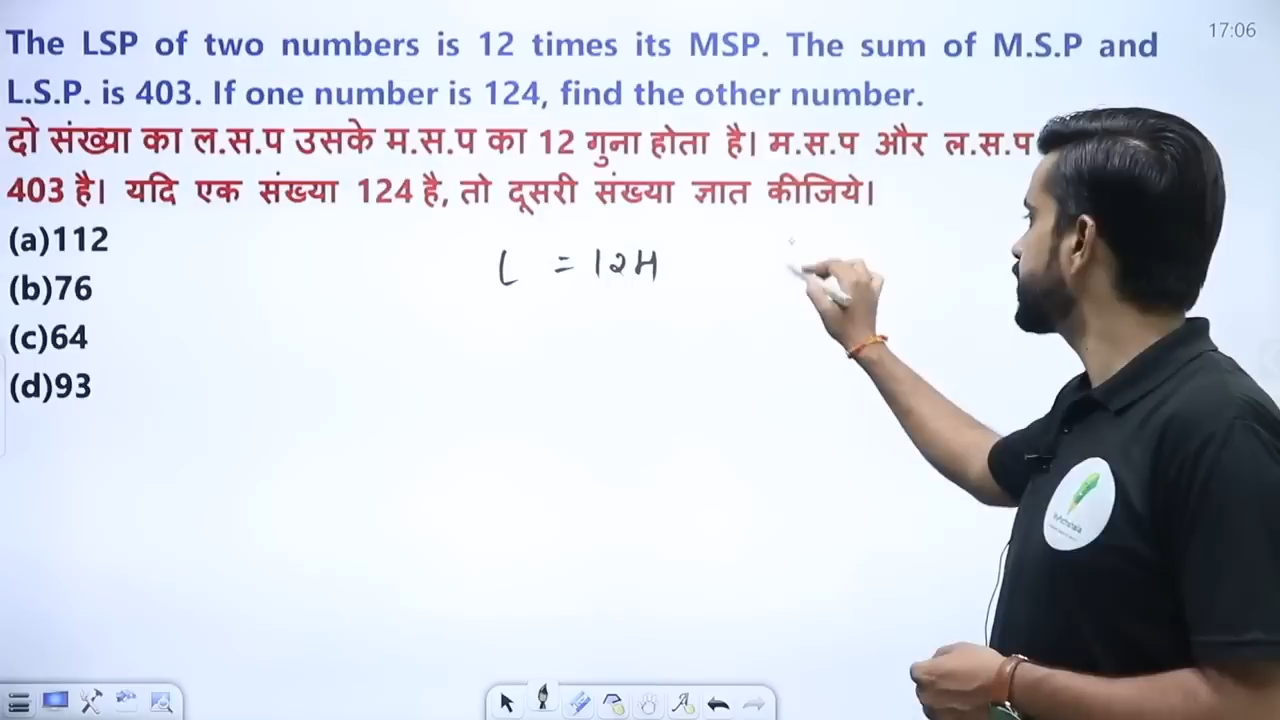 17:06
The LSP of two numbers is 12 times its MSP. The sum of M.S.P and
L.S.P. is 403. If one number is 124, find the other number.
दो संख्या का ल.स.प उसके म.स.प का 12 गुना होता है। म.स.प और ल.स.प
403 है। यदि एक संख्या 124 है, तो दूसरी संख्या ज्ञात कीजिये।
(a)112
(b)76
(c)64
(d)93
L = 12H